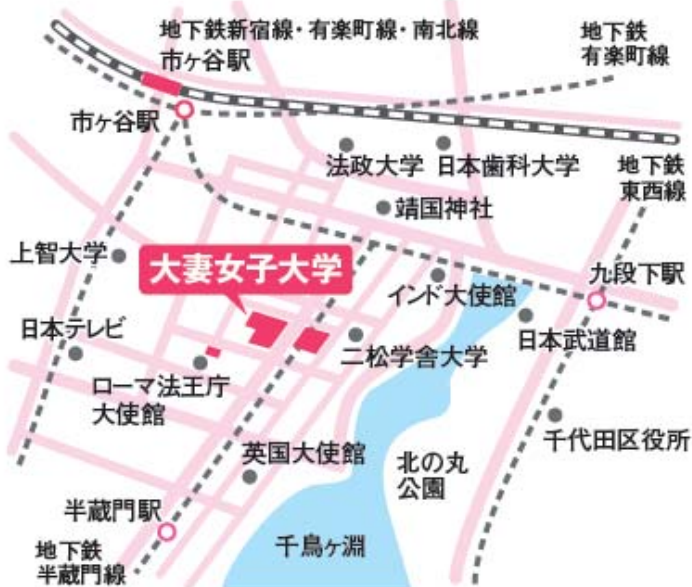 地下鉄新宿線・有楽町線・南北線
市ヶ谷駅
地下鉄
有楽町線
市ヶ谷駅
法政大学
日本歯科大学
地下鉄
東西線
靖国神社
上智大学
大妻女子大学
九段下駅
インド大使館
日本テレビ
日本武道館
二松学舎大学
ローマ法王庁
大使館
千代田区役所
英国大使館
北の丸
公園
半蔵門駅
千鳥ヶ淵
地下鉄
半蔵門線